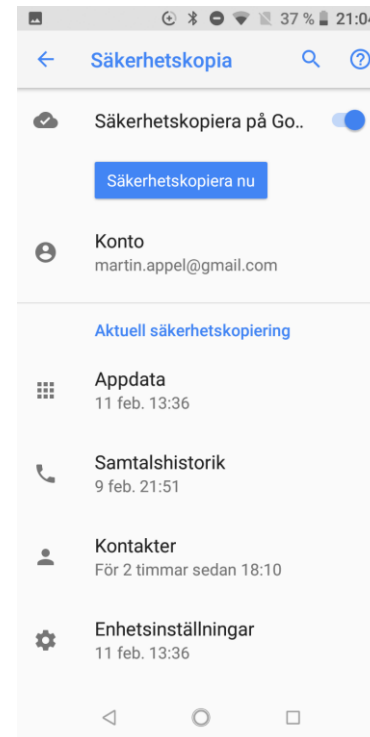 37 % 21:04
Säkerhetskopia
Säkerhetskopiera på Go..
Säkerhetskopiera nu
Konto
martin.appel@gmail.com
Aktuell säkerhetskopiering
Appdata
11 feb. 13:36
Samtalshistorik
9 feb. 21:51
Kontakter
För 2 timmar sedan 18:10
Enhetsinställningar
11 feb. 13:36